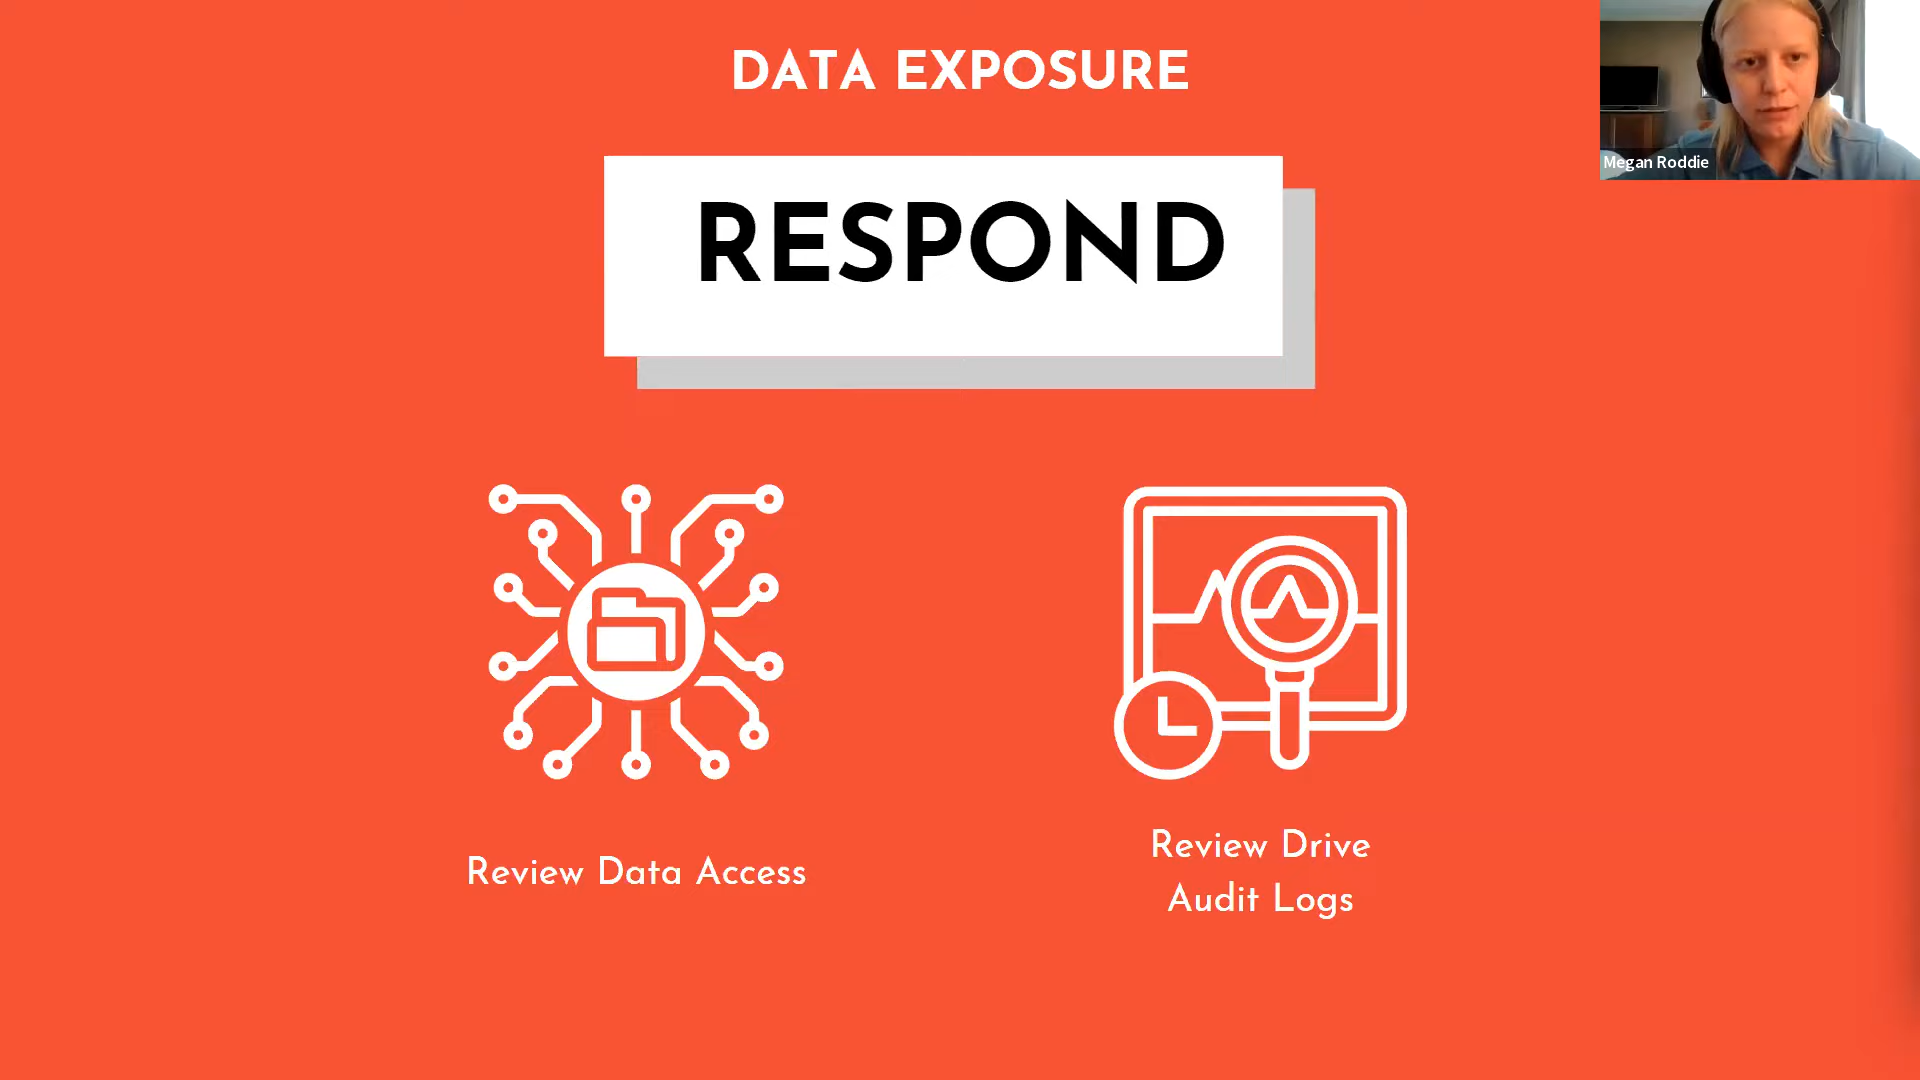 DATA EXPOSURE
Megan Roddie
RESPOND
Review Data Access
Review Drive
Audit Logs